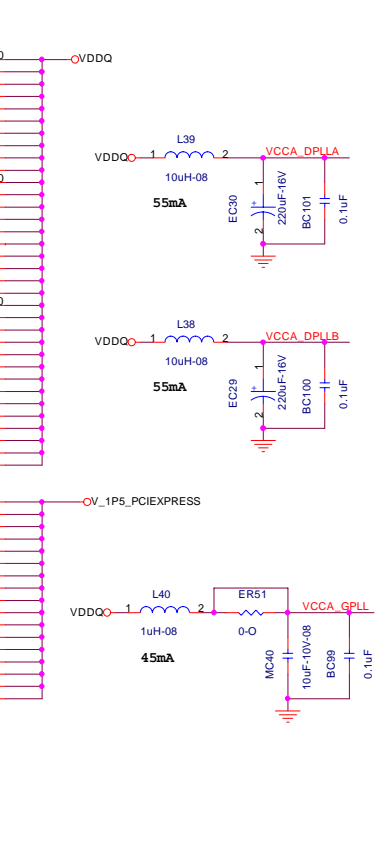 VDDQ
L39
VDDQ
1
2
VCCA_DPLLA
10uH-08
55mA
EC30
1
+
2
220uF-16V
BC101
0.1uF
L38
VDDQ
1
2
VCCA_DPLLB
10uH-08
55mA
EC29
1
+
2
220uF-16V
BC100
0.1uF
V_1P5_PCIEXPRESS
L40
ER51
VDDQ
1
2
VCCA_GPLL
1uH-08
0-O
45mA
MC40
10uF-10V-08
BC99
0.1uF